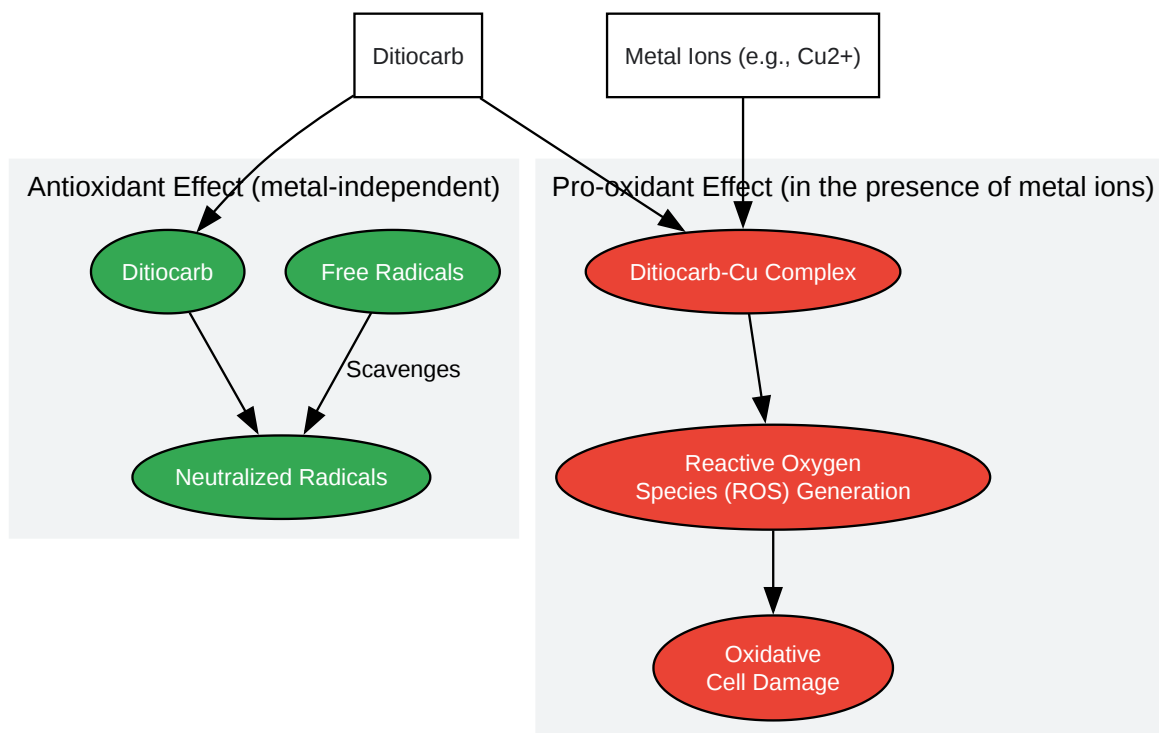 Ditiocarb
Metal Ions (e.g., Cu2+)
Antioxidant Effect (metal-independent)
Pro-oxidant Effect (in the presence of metal ions)
Ditiocarb
Free Radicals
Ditiocarb-Cu Complex
Scavenges
Neutralized Radicals
Reactive Oxygen
Species (ROS) Generation
Oxidative
Cell Damage